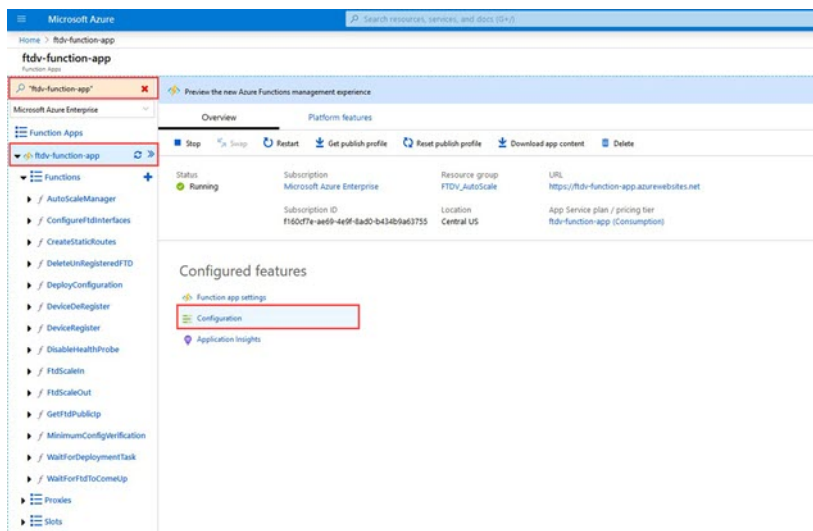 Microsoft Azure
Search resources, services, and docs (G+/)
Home > ftdv-function-app
ftdv-function-app
Function Apps
"ftdv-function-app"
Microsoft Azure Enterprise
Function Apps
ftdv-function-app
Functions
AutoScaleManager
ConfigureFtdInterfaces
CreateStaticRoutes
DeleteUnRegisteredFTD
DeployConfiguration
DeviceDeRegister
DeviceRegister
DisableHealthProbe
FtdScaleIn
FtdScaleOut
GetFtdPublicIp
MinimumConfigVerification
WaitForDeploymentTask
WaitForFtdToComeUp
Proxies
Slots
Preview the new Azure Functions management experience
Overview Platform features
Stop Swap Restart Get publish profile Reset publish profile Download app content Delete
Status Subscription Resource group URL
Running Microsoft Azure Enterprise FTDV_AutoScale https://ftdv-function-app.azurewebsites.net
Subscription ID Location App Service plan / pricing tier
f160cf7e-ae69-4e9f-8ad0-b434b9a63755 Central US ftdv-function-app (Consumption)
Configured features
Function app settings
Configuration
Application Insights